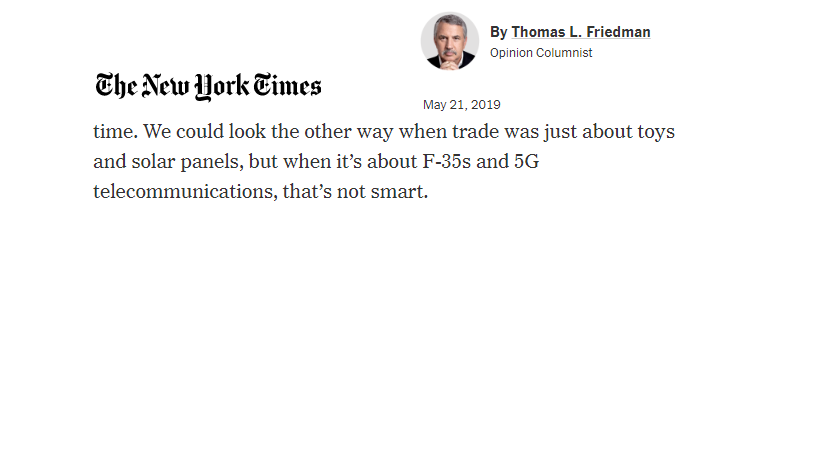 By Thomas L. Friedman
Opinion Columnist
The New York Times
May 21, 2019
time. We could look the other way when trade was just about toys
and solar panels, but when it’s about F-35s and 5G
telecommunications, that’s not smart.